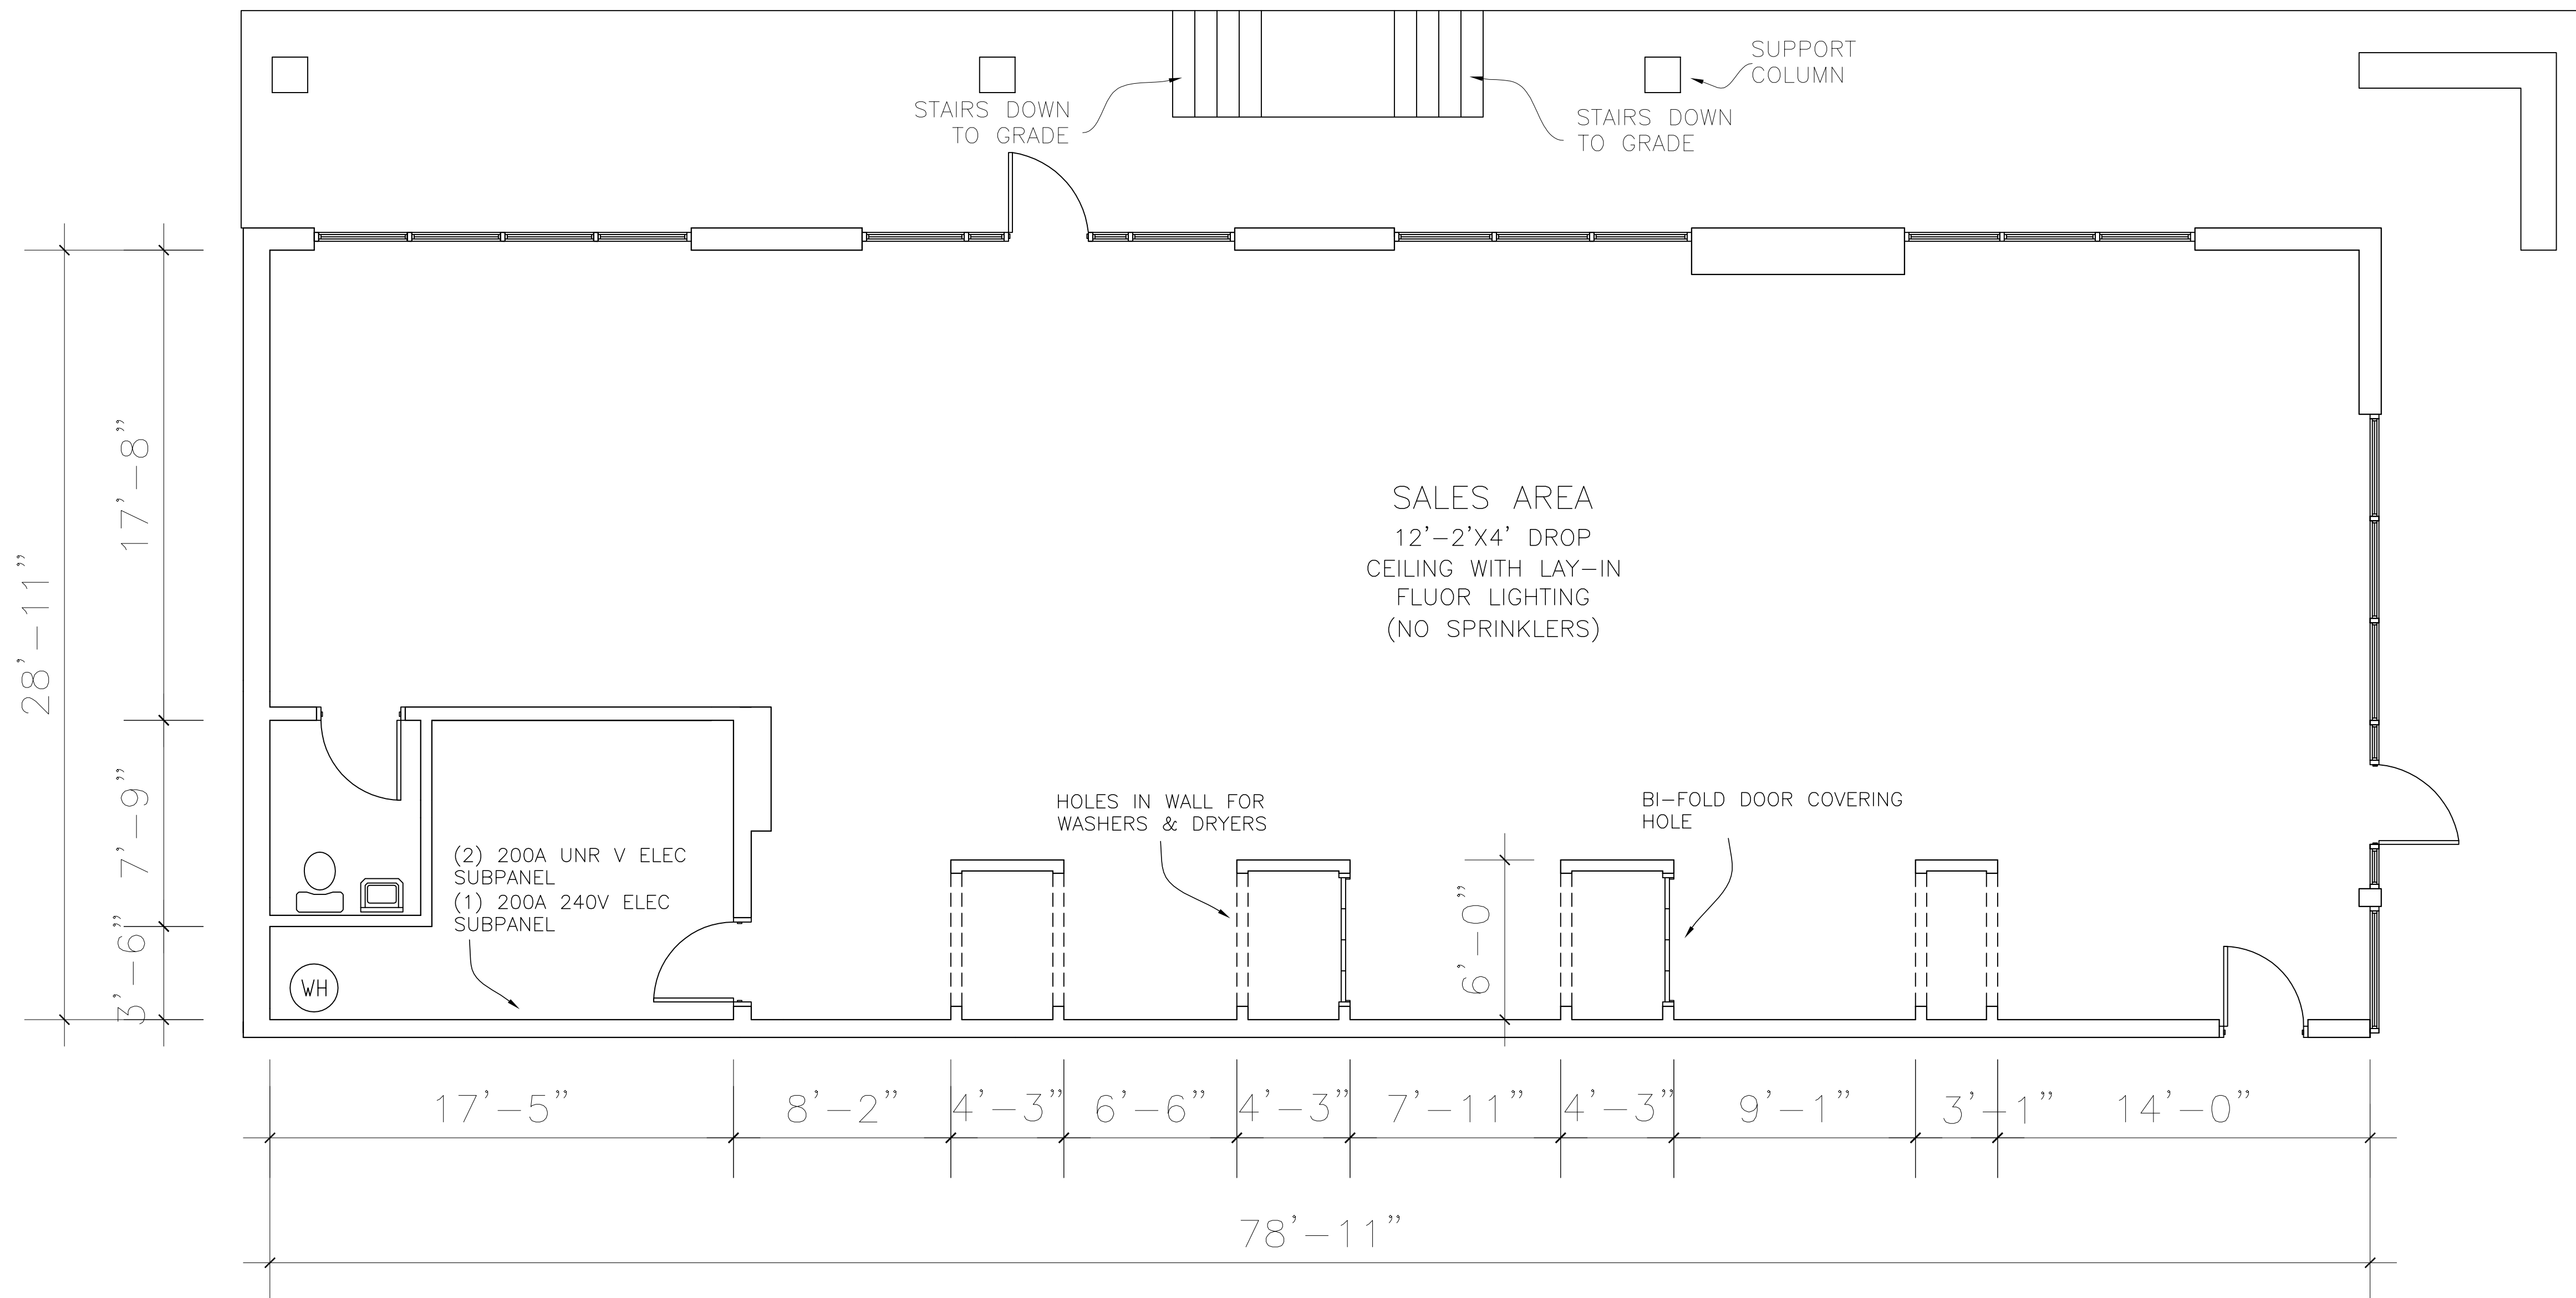 SUPPORT
COLUMN
STAIRS DOWN
TO GRADE
STAIRS DOWN
TO GRADE
17'-8"
28'-11"
SALES AREA
12'-2'X4' DROP
CEILING WITH LAY-IN
FLUOR LIGHTING
(NO SPRINKLERS)
7'-9"
HOLES IN WALL FOR
WASHERS & DRYERS
BI-FOLD DOOR COVERING
HOLE
(2) 200A UNR V ELEC
SUBPANEL
(1) 200A 240V ELEC
SUBPANEL
6'-0"
3'-6"
WH
17'-5"
8'-2"
4'-3"
6'-6"
4'-3"
7'-11"
4'-3"
9'-1"
3'-1"
14'-0"
78'-11"